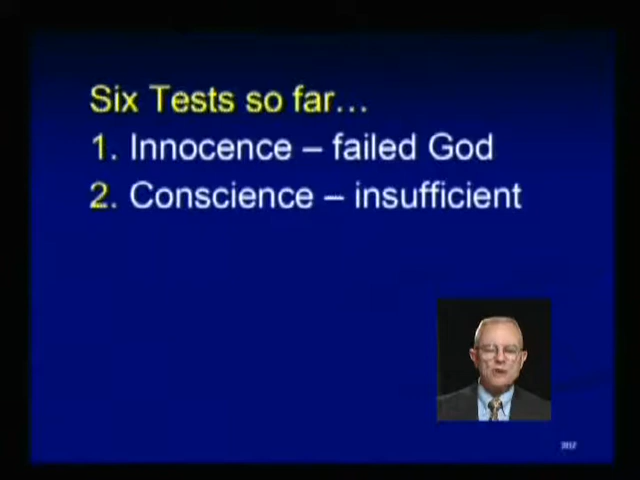 Six Tests so far…
1. Innocence – failed God
2. Conscience – insufficient